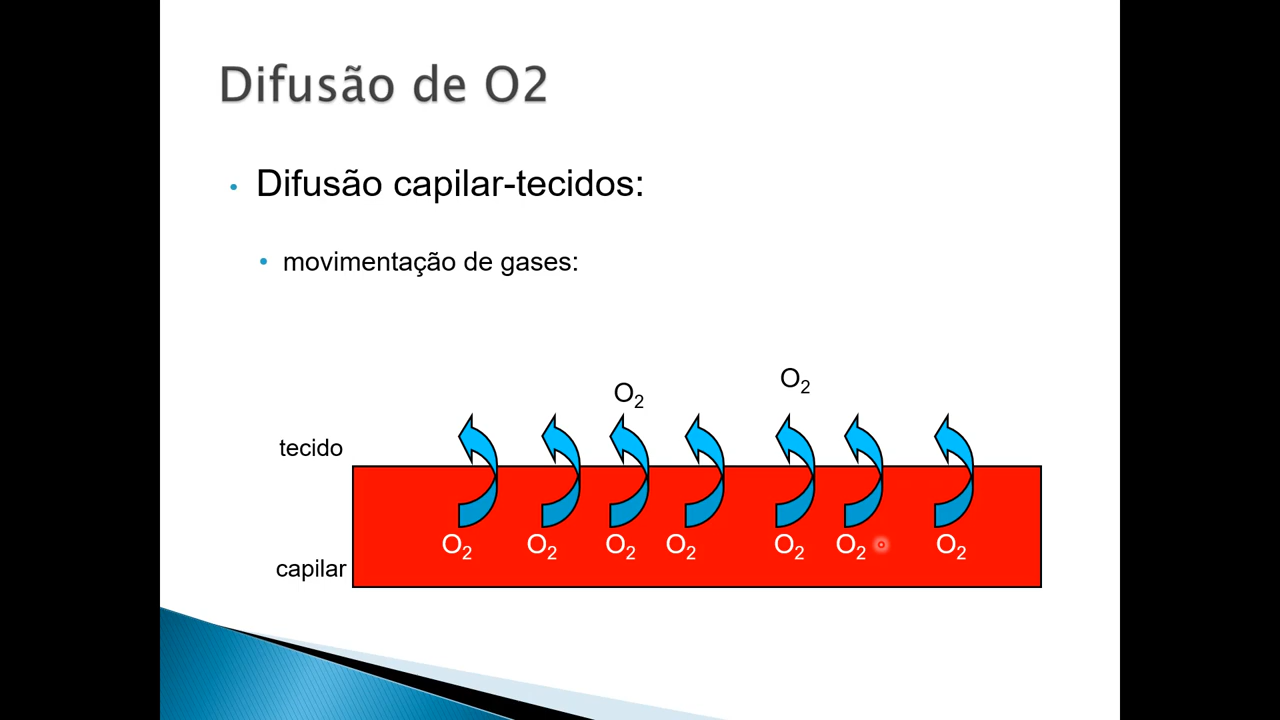 Difusão de O2
• Difusão capilar-tecidos:
• movimentação de gases:
O2
O2
tecido
O2 O2 O2 O2 O2 O2 O2
capilar